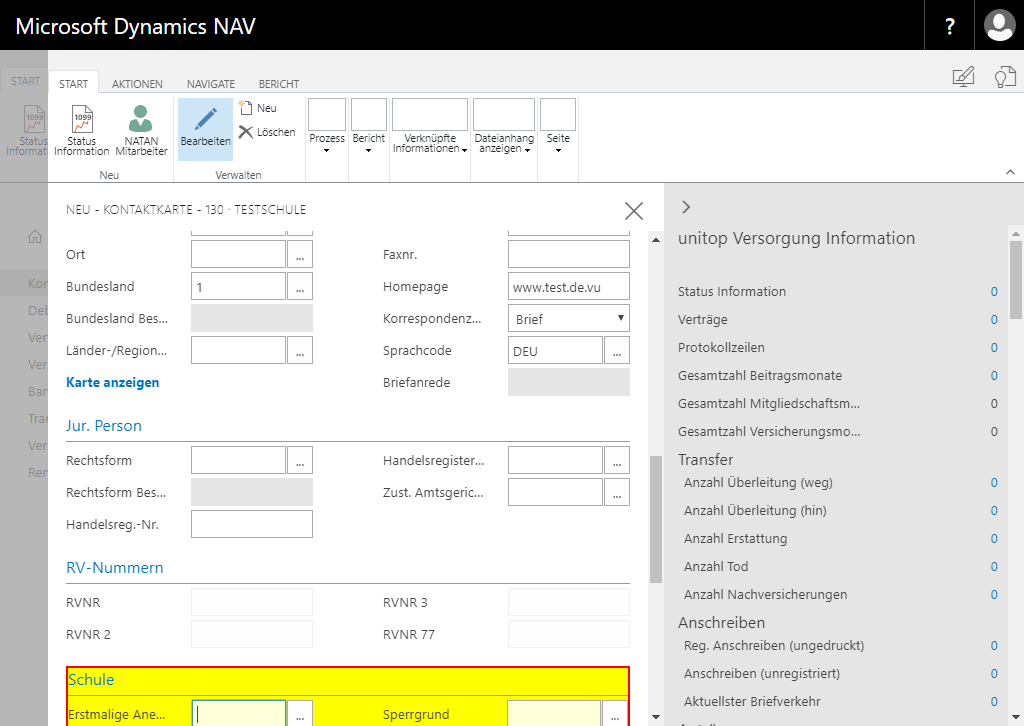 Microsoft Dynamics NAV
?
START
START
AKTIONEN
NAVIGATE
BERICHT
1099
Status
Informat
1099
Status
Information
NATAN
Mitarbeiter
Neu
Bearbeiten
Neu
Löschen
Verwalten
Prozess
Bericht
Verknüpfte
Informationen
Dateianhang
anzeigen
Seite
NEU - KONTAKTKARTE - 130 · TESTSCHULE
Ort
...
Faxnr.
Bundesland
1
...
Homepage
www.test.de.vu
Bundesland Bes...
Korrespondenz...
Brief
Länder-/Region...
...
Sprachcode
DEU
...
Karte anzeigen
Briefanrede
Jur. Person
Rechtsform
...
Handelsregister...
...
Rechtsform Bes...
Zust. Amtsgeric...
...
Handelsreg.-Nr.
RV-Nummern
RVNR
RVNR 3
RVNR 2
RVNR 77
Schule
Erstmalige Ane...
...
Sperrgrund
...
Kor
Deb
Ver
Ver
Ban
Tra
Ver
Ren
unitop Versorgung Information
Status Information 0
Verträge 0
Protokollzeilen 0
Gesamtzahl Beitragsmonate 0
Gesamtzahl Mitgliedschaftsm... 0
Gesamtzahl Versicherungsmo... 0
Transfer
Anzahl Überleitung (weg) 0
Anzahl Überleitung (hin) 0
Anzahl Erstattung 0
Anzahl Tod 0
Anzahl Nachversicherungen 0
Anschreiben
Reg. Anschreiben (ungedruckt) 0
Anschreiben (unregistriert) 0
Aktuellster Briefverkehr 0